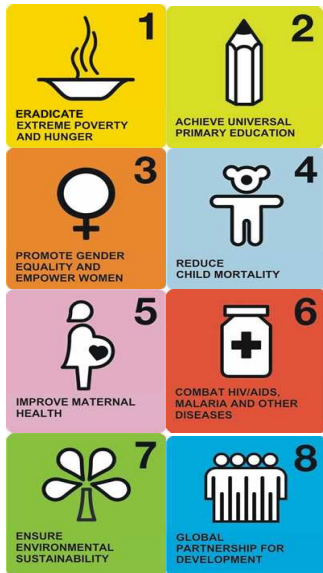 1
ERADICATE
EXTREME POVERTY
AND HUNGER
2
ACHIEVE UNIVERSAL
PRIMARY EDUCATION
3
PROMOTE GENDER
EQUALITY AND
EMPOWER WOMEN
4
REDUCE
CHILD MORTALITY
5
IMPROVE MATERNAL
HEALTH
6
COMBAT HIV/AIDS,
MALARIA AND OTHER
DISEASES
7
ENSURE
ENVIRONMENTAL
SUSTAINABILITY
8
GLOBAL
PARTNERSHIP FOR
DEVELOPMENT